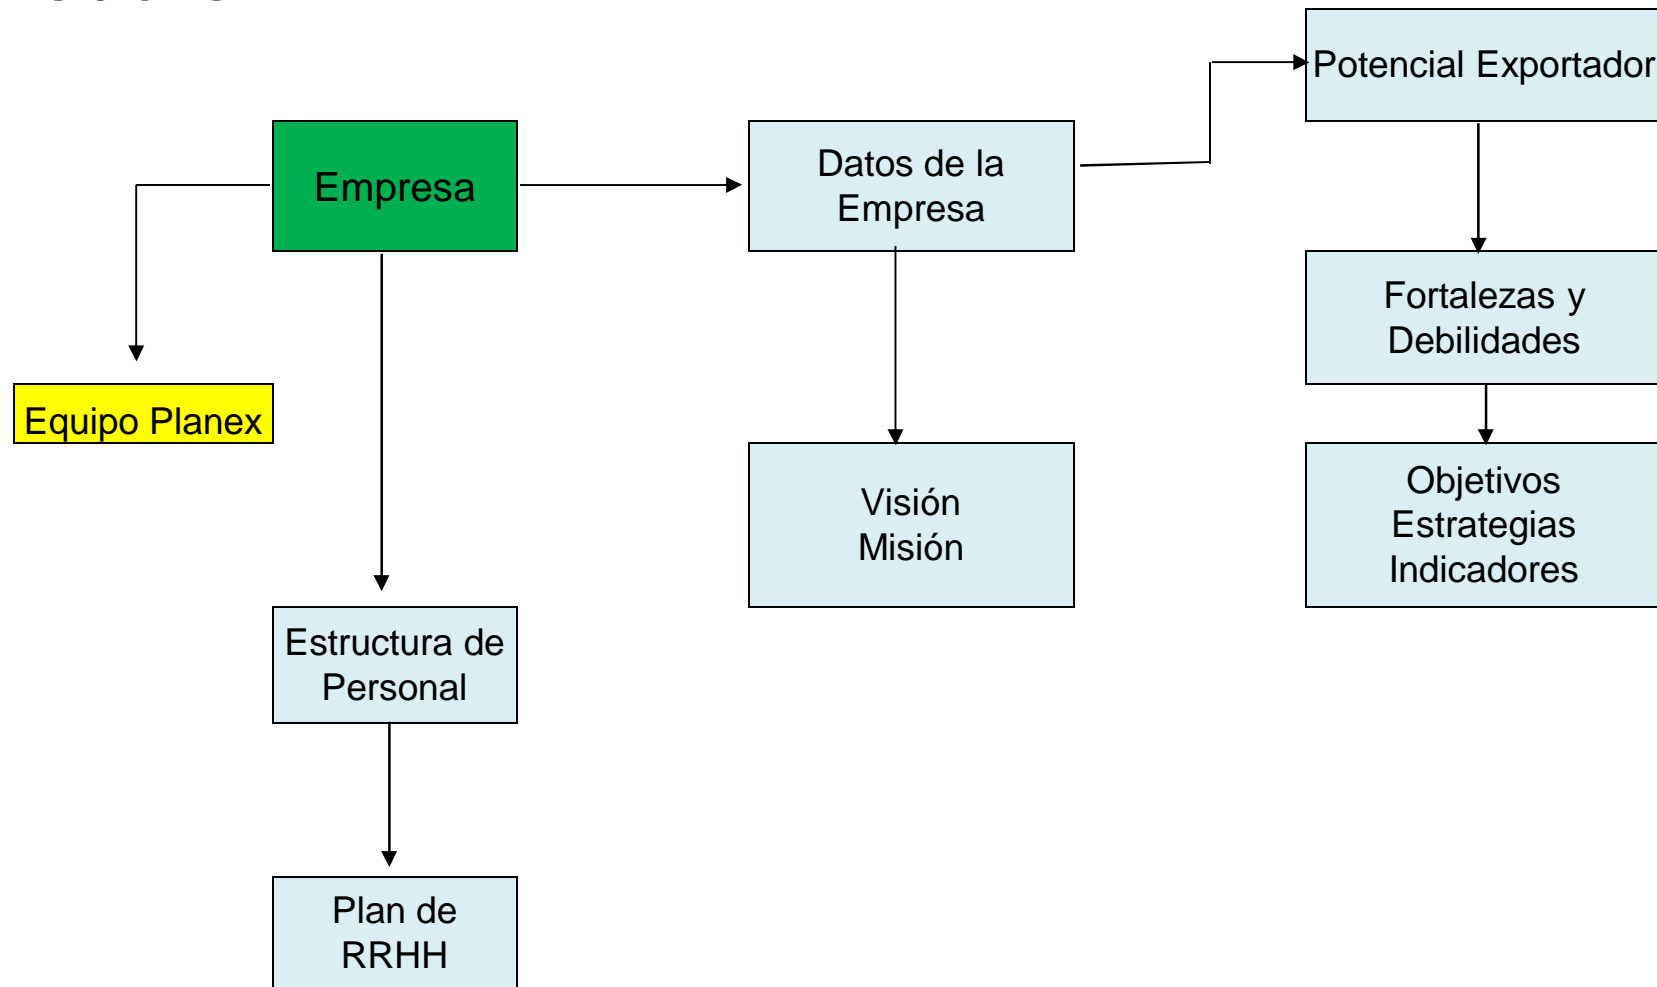 Potencial Exportador
Empresa
Datos de la
Empresa
Fortalezas y
Debilidades
Equipo Planex
Visión
Misión
Objetivos
Estrategias
Indicadores
Estructura de
Personal
Plan de
RRHH